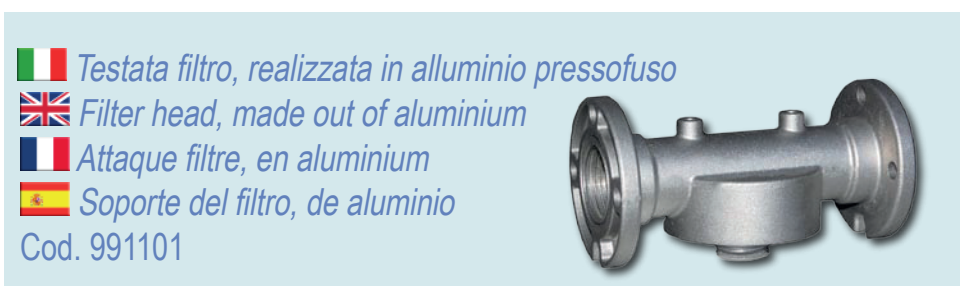 Testata filtro, realizzata in alluminio pressofuso
Filter head, made out of aluminium
Attaque filtre, en aluminium
Soporte del filtro, de aluminio
Cod. 991101